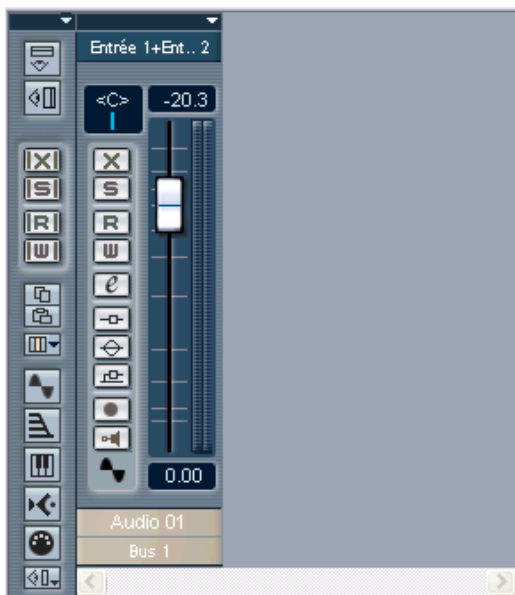 Entrée 1+Ent.. 2
<C>
-20.3
|X|
X
|S|
S
|R|
R
|W|
W
e
0.00
Audio 01
Bus 1